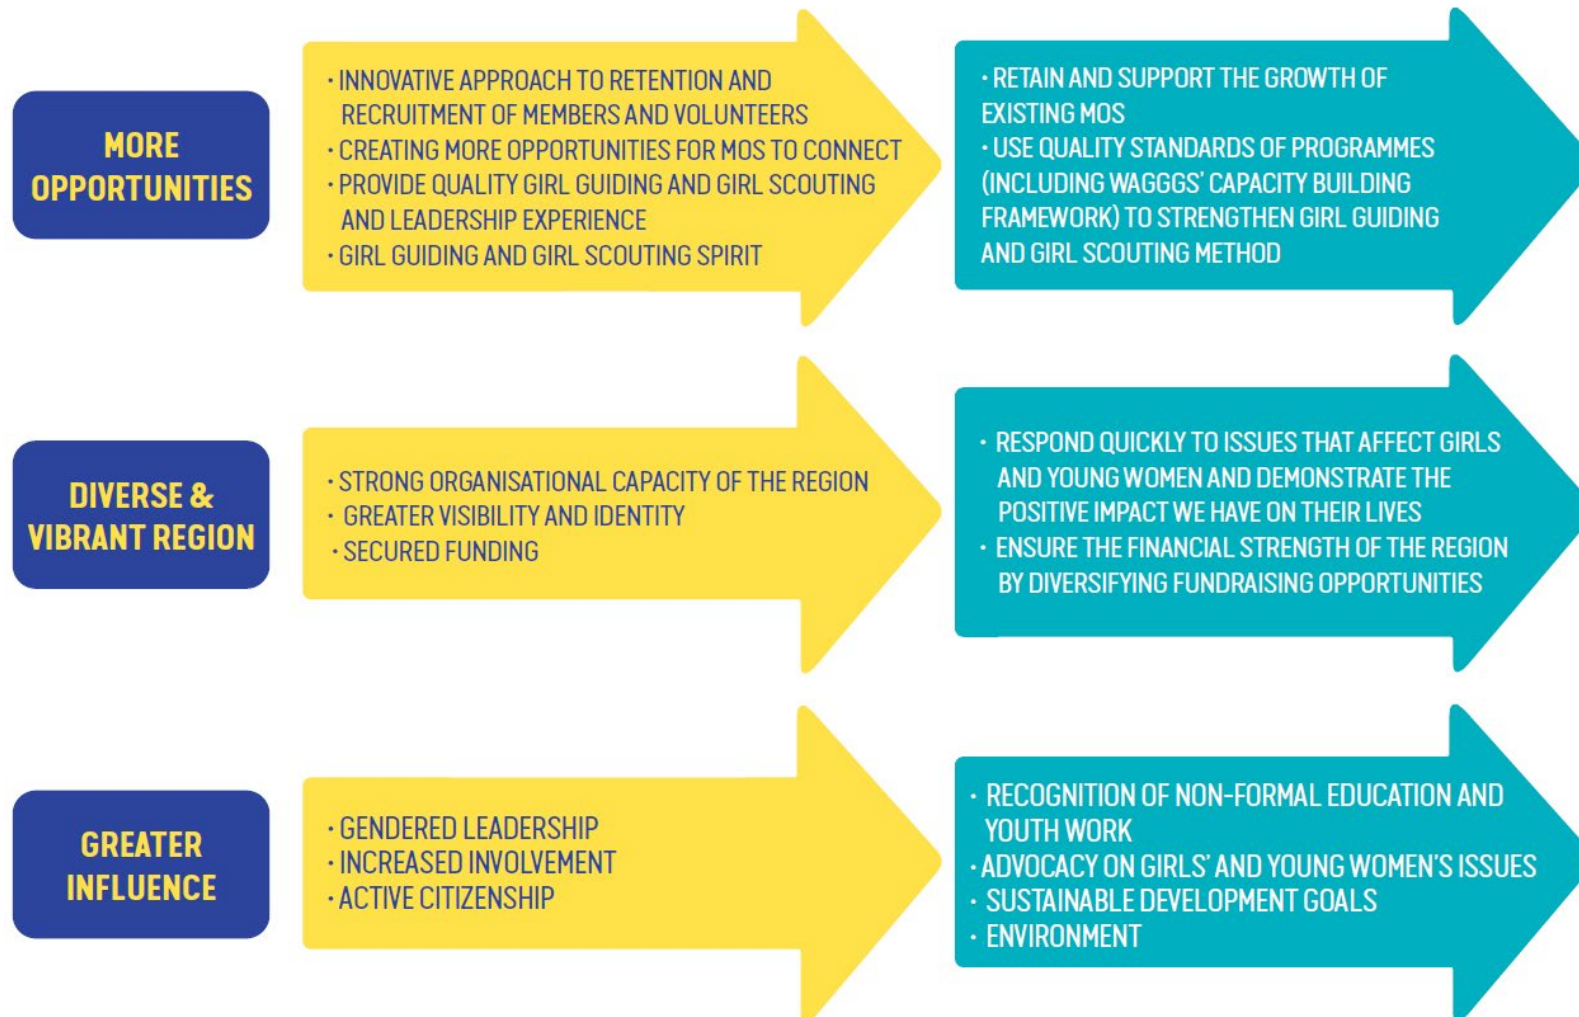 MORE
OPPORTUNITIES
· INNOVATIVE APPROACH TO RETENTION AND
RECRUITMENT OF MEMBERS AND VOLUNTEERS
· CREATING MORE OPPORTUNITIES FOR MOS TO CONNECT
· PROVIDE QUALITY GIRL GUIDING AND GIRL SCOUTING
AND LEADERSHIP EXPERIENCE
· GIRL GUIDING AND GIRL SCOUTING SPIRIT
· RETAIN AND SUPPORT THE GROWTH OF
EXISTING MOS
· USE QUALITY STANDARDS OF PROGRAMMES
(INCLUDING WAGGGS’ CAPACITY BUILDING
FRAMEWORK) TO STRENGTHEN GIRL GUIDING
AND GIRL SCOUTING METHOD
DIVERSE &
VIBRANT REGION
· STRONG ORGANISATIONAL CAPACITY OF THE REGION
· GREATER VISIBILITY AND IDENTITY
· SECURED FUNDING
· RESPOND QUICKLY TO ISSUES THAT AFFECT GIRLS
AND YOUNG WOMEN AND DEMONSTRATE THE
POSITIVE IMPACT WE HAVE ON THEIR LIVES
· ENSURE THE FINANCIAL STRENGTH OF THE REGION
BY DIVERSIFYING FUNDRAISING OPPORTUNITIES
GREATER
INFLUENCE
· GENDERED LEADERSHIP
· INCREASED INVOLVEMENT
· ACTIVE CITIZENSHIP
· RECOGNITION OF NON-FORMAL EDUCATION AND
YOUTH WORK
· ADVOCACY ON GIRLS’ AND YOUNG WOMEN’S ISSUES
· SUSTAINABLE DEVELOPMENT GOALS
· ENVIRONMENT